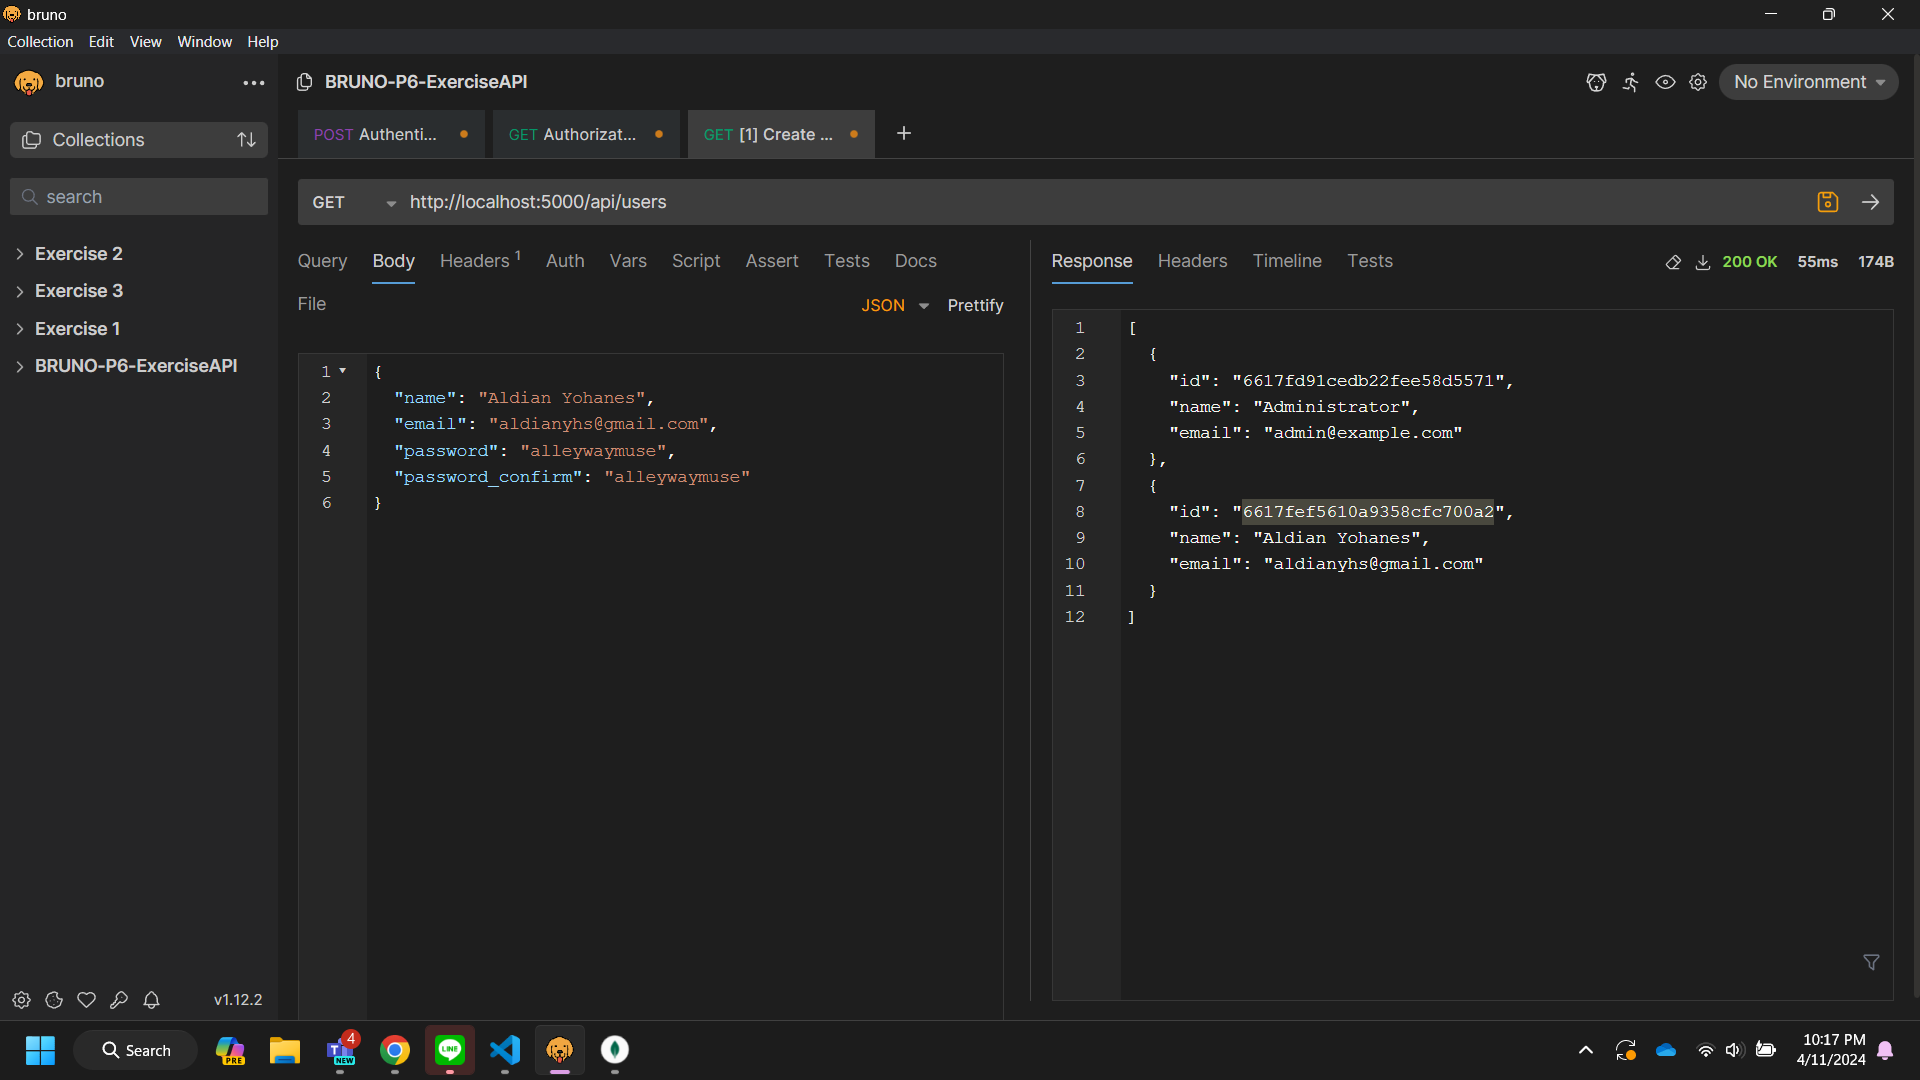 bruno
Collection Edit View Window Help
bruno
BRUNO-P6-ExerciseAPI
No Environment
Collections
POST Authenti...
GET Authorizat...
GET [1] Create ...
+
search
GET http://localhost:5000/api/users
Exercise 2
Exercise 3
Exercise 1
BRUNO-P6-ExerciseAPI
Query Body Headers 1 Auth Vars Script Assert Tests Docs
File
JSON Prettify
1 {
2 "name": "Aldian Yohanes",
3 "email": "aldianyhs@gmail.com",
4 "password": "alleywaymuse",
5 "password_confirm": "alleywaymuse"
6 }
Response Headers Timeline Tests
200 OK 55ms 174B
1 [
2 {
3 "id": "6617fd91cedb22fee58d5571",
4 "name": "Administrator",
5 "email": "admin@example.com"
6 },
7 {
8 "id": "6617fef5610a9358cfc700a2",
9 "name": "Aldian Yohanes",
10 "email": "aldianyhs@gmail.com"
11 }
12 ]
v1.12.2
Search
PRE
4
NEW
LINE
10:17 PM
4/11/2024